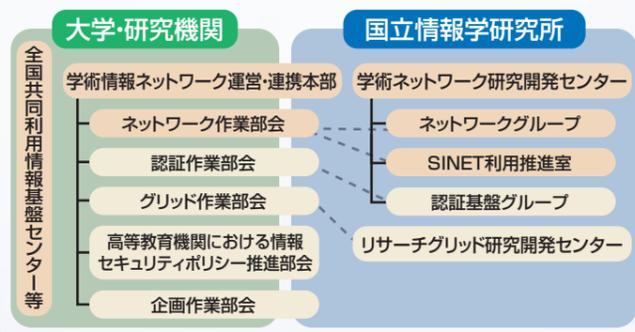 大学・研究機関
国立情報学研究所
全国共同利用情報基盤センター等
学術情報ネットワーク運営・連携本部
ネットワーク作業部会
認証作業部会
グリッド作業部会
高等教育機関における情報
セキュリティポリシー推進部会
企画作業部会
学術ネットワーク研究開発センター
ネットワークグループ
SINET利用推進室
認証基盤グループ
リサーチグリッド研究開発センター